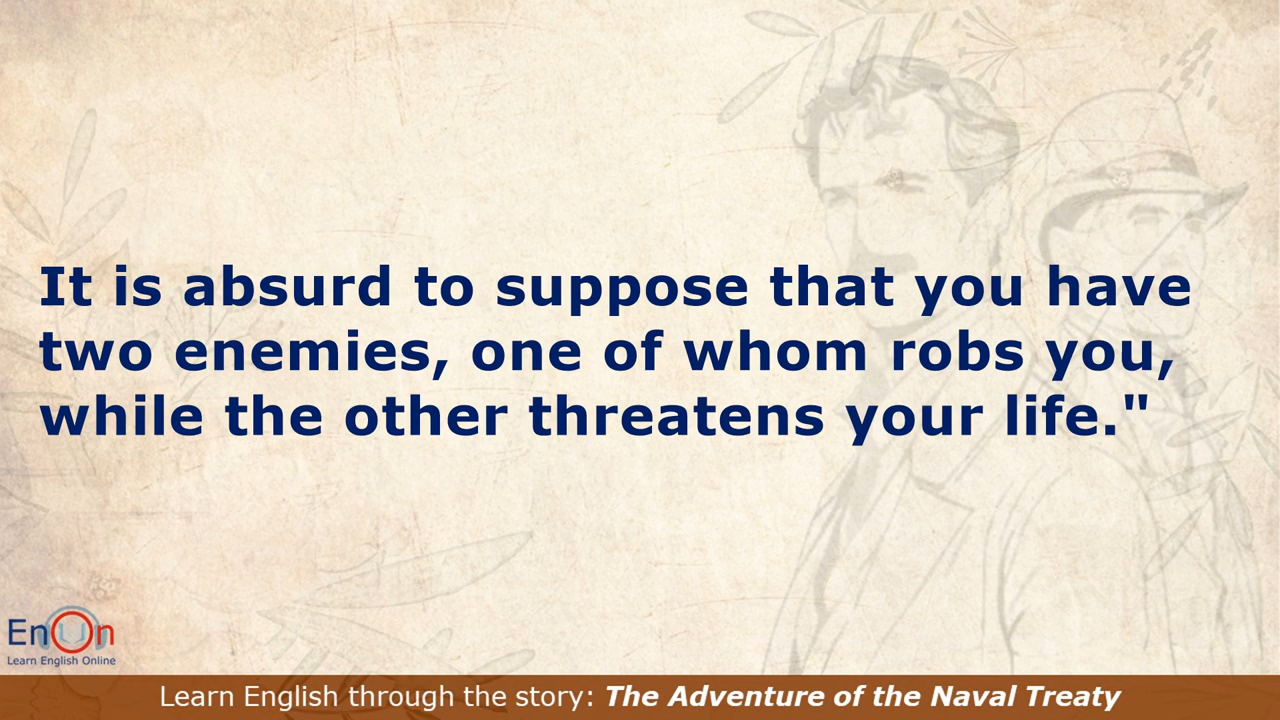 It is absurd to suppose that you have
two enemies, one of whom robs you,
while the other threatens your life."
EnOn
Learn English Online
Learn English through the story: The Adventure of the Naval Treaty